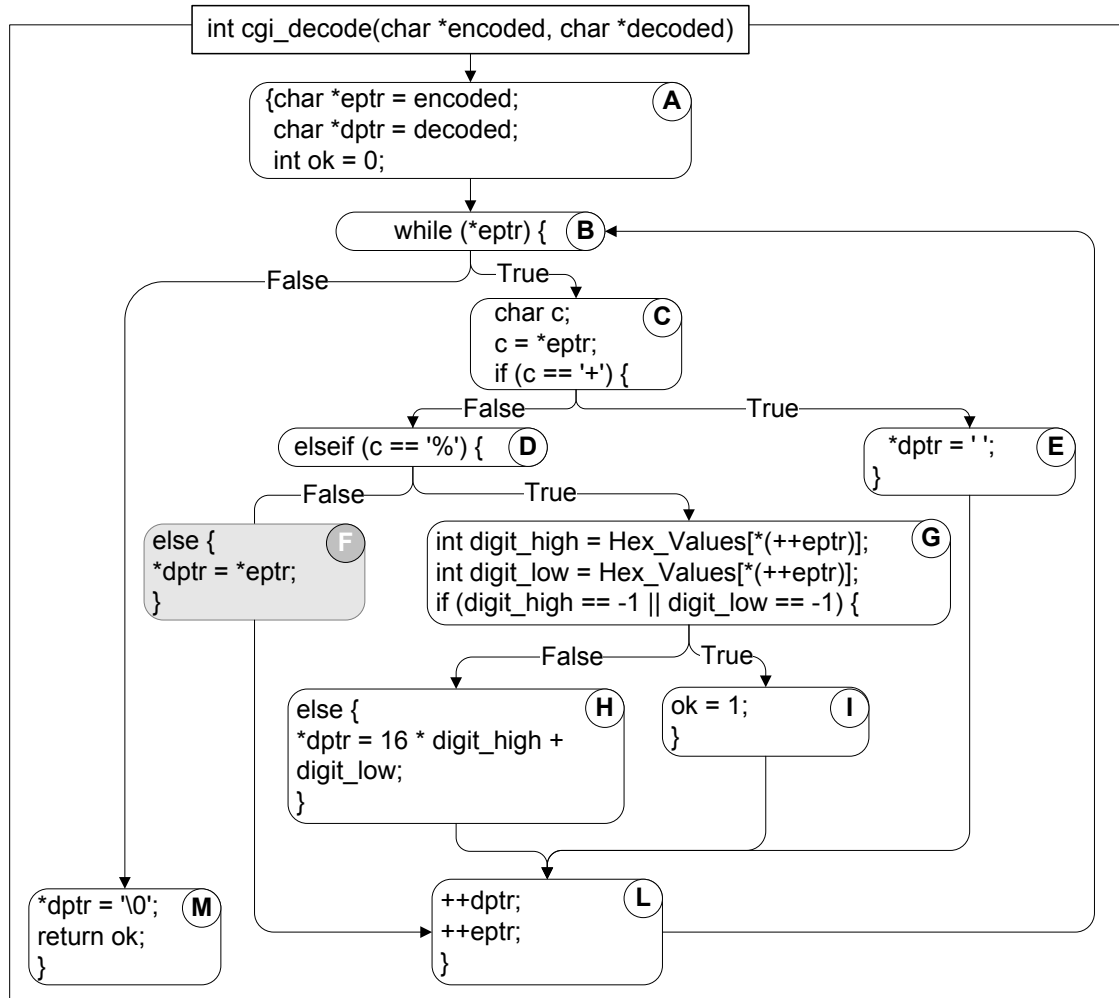 int cgi_decode(char *encoded, char *decoded)
{char *eptr = encoded;
char *dptr = decoded;
int ok = 0;
A
while (*eptr) {
B
False
True
char c;
c = *eptr;
if (c == '+') {
C
False
True
elseif (c == '%') {
D
*dptr = ' ';
}
E
False
True
else {
*dptr = *eptr;
}
F
int digit_high = Hex_Values[*(++eptr)];
int digit_low = Hex_Values[*(++eptr)];
if (digit_high == -1 || digit_low == -1) {
G
False
True
else {
*dptr = 16 * digit_high +
digit_low;
}
H
ok = 1;
}
I
*dptr = '\0';
return ok;
}
M
++dptr;
++eptr;
}
L